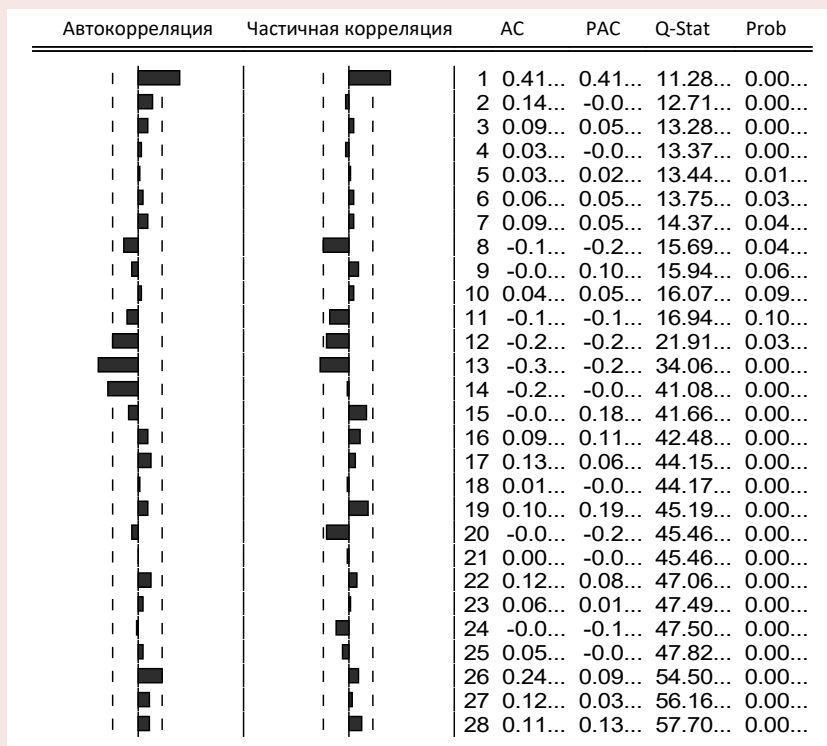 Автокорреляция Частичная корреляция AC PAC Q-Stat Prob
1 0.41... 0.41... 11.28... 0.00...
2 0.14... -0.0... 12.71... 0.00...
3 0.09... 0.05... 13.28... 0.00...
4 0.03... -0.0... 13.37... 0.00...
5 0.03... 0.02... 13.44... 0.01...
6 0.06... 0.05... 13.75... 0.03...
7 0.09... 0.05... 14.37... 0.04...
8 -0.1... -0.2... 15.69... 0.04...
9 -0.0... 0.10... 15.94... 0.06...
10 0.04... 0.05... 16.07... 0.09...
11 -0.1... -0.1... 16.94... 0.10...
12 -0.2... -0.2... 21.91... 0.03...
13 -0.3... -0.2... 34.06... 0.00...
14 -0.2... -0.0... 41.08... 0.00...
15 -0.0... 0.18... 41.66... 0.00...
16 0.09... 0.11... 42.48... 0.00...
17 0.13... 0.06... 44.15... 0.00...
18 0.01... -0.0... 44.17... 0.00...
19 0.10... 0.19... 45.19... 0.00...
20 -0.0... -0.2... 45.46... 0.00...
21 0.00... -0.0... 45.46... 0.00...
22 0.12... 0.08... 47.06... 0.00...
23 0.06... 0.01... 47.49... 0.00...
24 -0.0... -0.1... 47.50... 0.00...
25 0.05... -0.0... 47.82... 0.00...
26 0.24... 0.09... 54.50... 0.00...
27 0.12... 0.03... 56.16... 0.00...
28 0.11... 0.13... 57.70... 0.00...